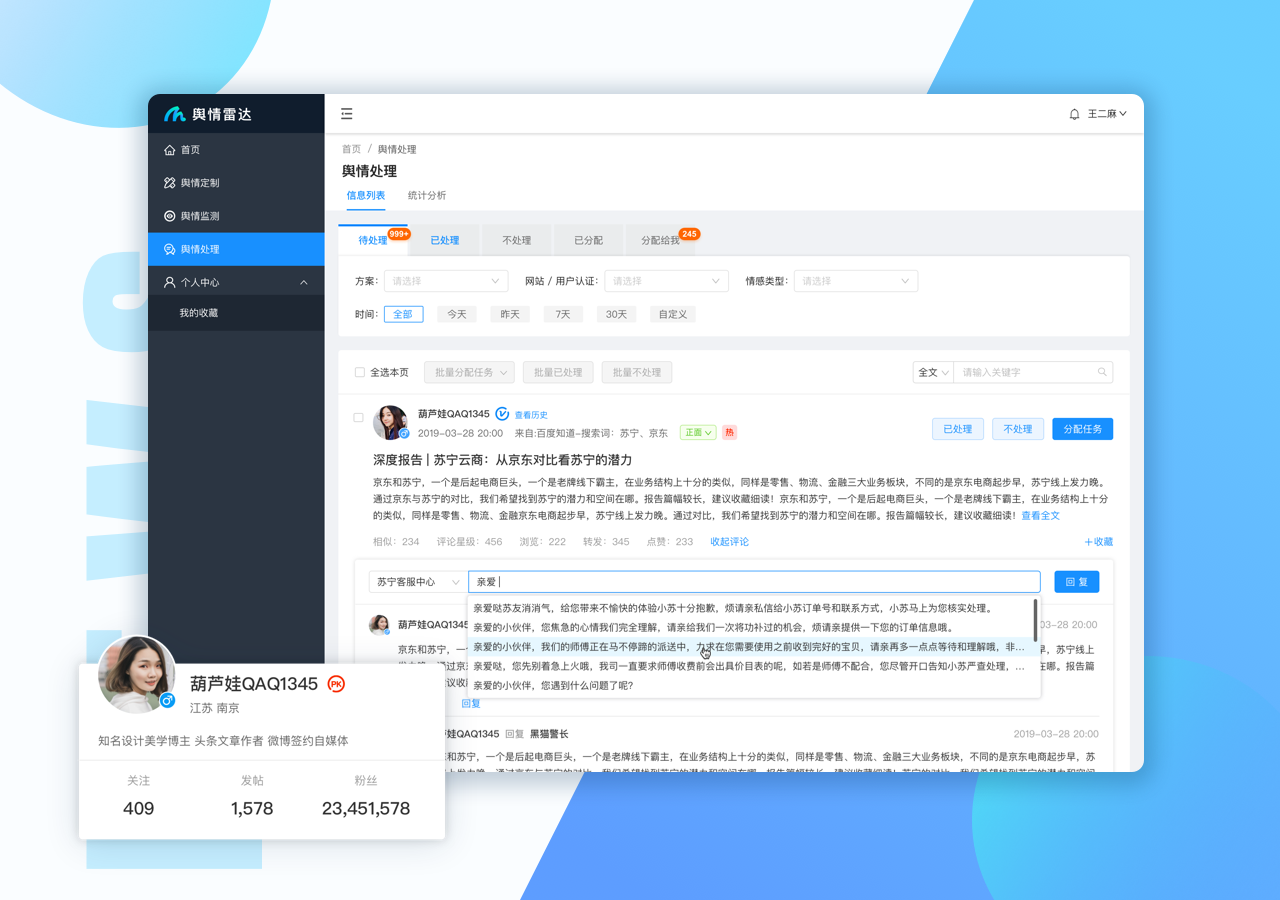 舆情雷达
王二麻
首页
舆情定制
舆情监测
舆情处理
个人中心
我的收藏
首页 / 舆情处理
舆情处理
信息列表 统计分析
待处理 999+ 已处理 不处理 已分配 分配给我 245
方案： 请选择 网站 / 用户认证： 请选择 情感类型： 请选择
时间： 全部 今天 昨天 7天 30天 自定义
全选本页 批量分配任务 批量已处理 批量不处理 全文 请输入关键字
葫芦娃QAQ1345 查看历史
2019-03-28 20:00 来自:百度知道-搜索词：苏宁、京东 正面 热
已处理 不处理 分配任务
深度报告 | 苏宁云商：从京东对比看苏宁的潜力
京东和苏宁，一个是后起电商巨头，一个是老牌线下霸主，在业务结构上十分的类似，同样是零售、物流、金融三大业务板块，不同的是京东电商起步早，苏宁线上发力晚。
通过京东与苏宁的对比，我们希望找到苏宁的潜力和空间在哪。报告篇幅较长，建议收藏细读！京东和苏宁，一个是后起电商巨头，一个是老牌线下霸主，在业务结构上十分
的类似，同样是零售、物流、金融京东电商起步早，苏宁线上发力晚。通过对比，我们希望找到苏宁的潜力和空间在哪。报告篇幅较长，建议收藏细读！ 查看全文
相似：234 评论星级：456 浏览：222 转发：345 点赞：233 收起评论 +收藏
苏宁客服中心 亲爱 回 复
亲爱哒苏友消消气，给您带来不愉快的体验小苏十分抱歉，烦请亲私信给小苏订单号和联系方式，小苏马上为您核实处理。
亲爱的小伙伴，您焦急的心情我们完全理解，请亲给我们一次将功补过的机会，烦请亲提供一下您的订单信息哦。
亲爱的小伙伴，我们的师傅正在马不停蹄的派送中，力求在您需要使用之前收到完好的宝贝，请亲再多一点点等待和理解哦，非...
亲爱哒，您先别着急上火哦，我司一直要求师傅收费前会出具价目表的呢，如若是师傅不配合，您尽管开口告知小苏严查处理，...
亲爱的小伙伴，您遇到什么问题了呢?
葫芦娃QAQ1345 03-28 20:00
京东和苏宁，一 早，苏宁线上
在哪。报告篇
回复
娃QAQ1345 回复 黑猫警长 2019-03-28 20:00
和苏宁，一个是后起电商巨头，一个是老牌线下霸主，在业务结构上十分的类似，同样是零售、物流、金融三大业务板块，不同的是京东电商起步早，苏
葫芦娃QAQ1345 PK
江苏 南京
知名设计美学博主 头条文章作者 微博签约自媒体
关注 发帖 粉丝
409 1,578 23,451,578